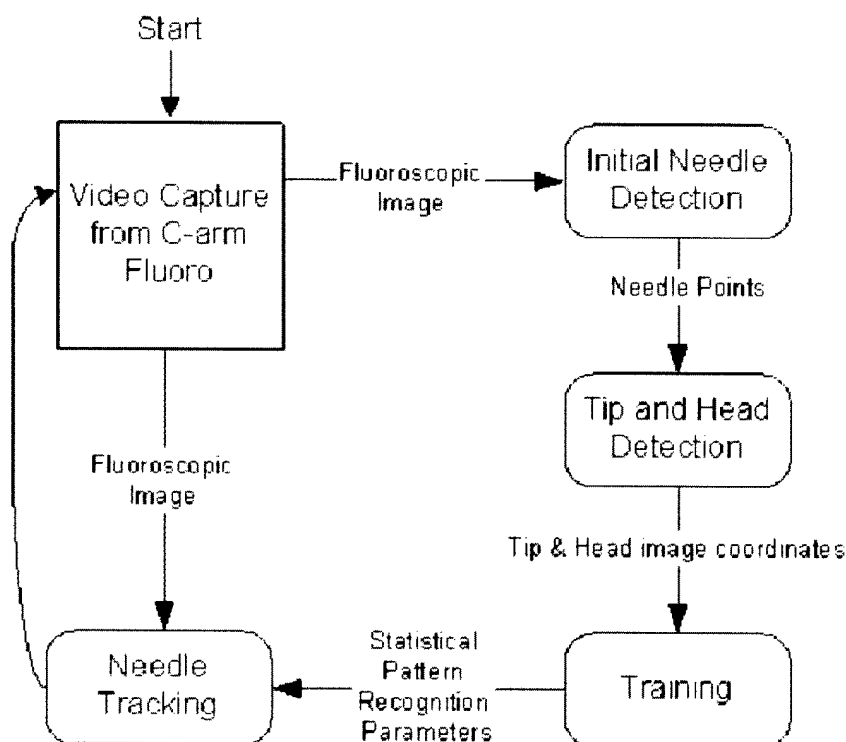 Start
Video Capture
from C-arm
Fluoro
Fluoroscopic
Image
Initial Needle
Detection
Needle Points
Tip and Head
Detection
Tip & Head image coordinates
Training
Statistical
Pattern
Recognition
Parameters
Fluoroscopic
Image
Needle
Tracking